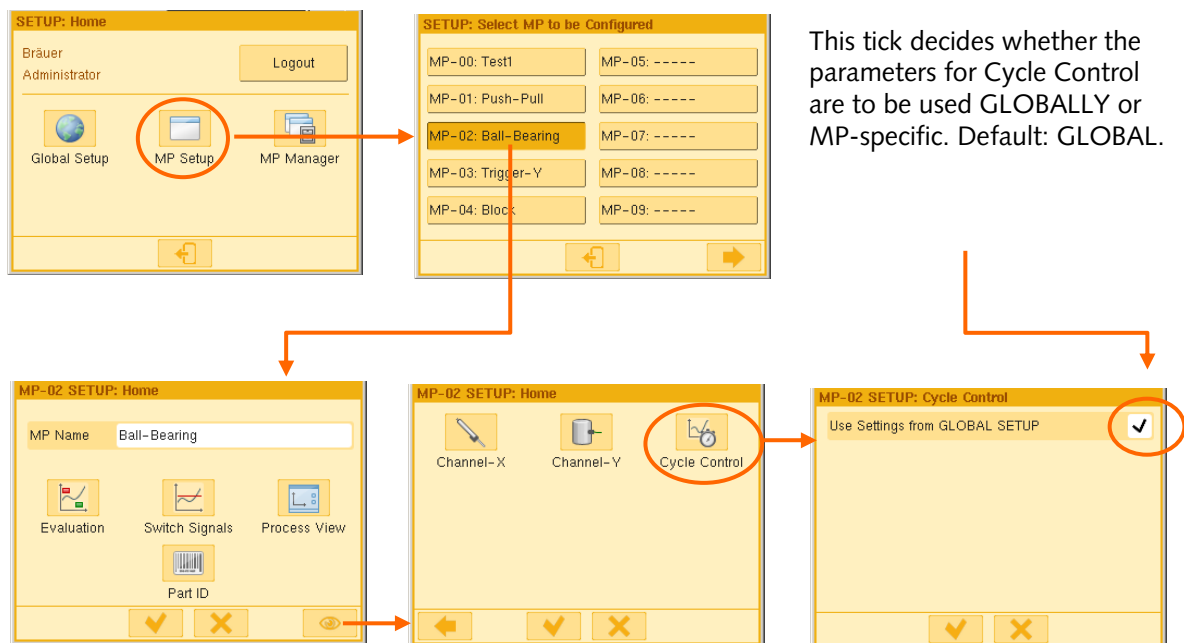 SETUP: Home
Bräuer
Administrator
Logout
Global Setup
MP Setup
MP Manager
SETUP: Select MP to be Configured
MP-00: Test1
MP-05: -----
MP-01: Push-Pull
MP-06: -----
MP-02: Ball-Bearing
MP-07: -----
MP-03: Trigger-Y
MP-08: -----
MP-04: Block
MP-09: -----
This tick decides whether the
parameters for Cycle Control
are to be used GLOBALLY or
MP-specific. Default: GLOBAL.
MP-02 SETUP: Home
MP Name Ball-Bearing
Evaluation
Switch Signals
Process View
Part ID
MP-02 SETUP: Home
Channel-X
Channel-Y
Cycle Control
MP-02 SETUP: Cycle Control
Use Settings from GLOBAL SETUP